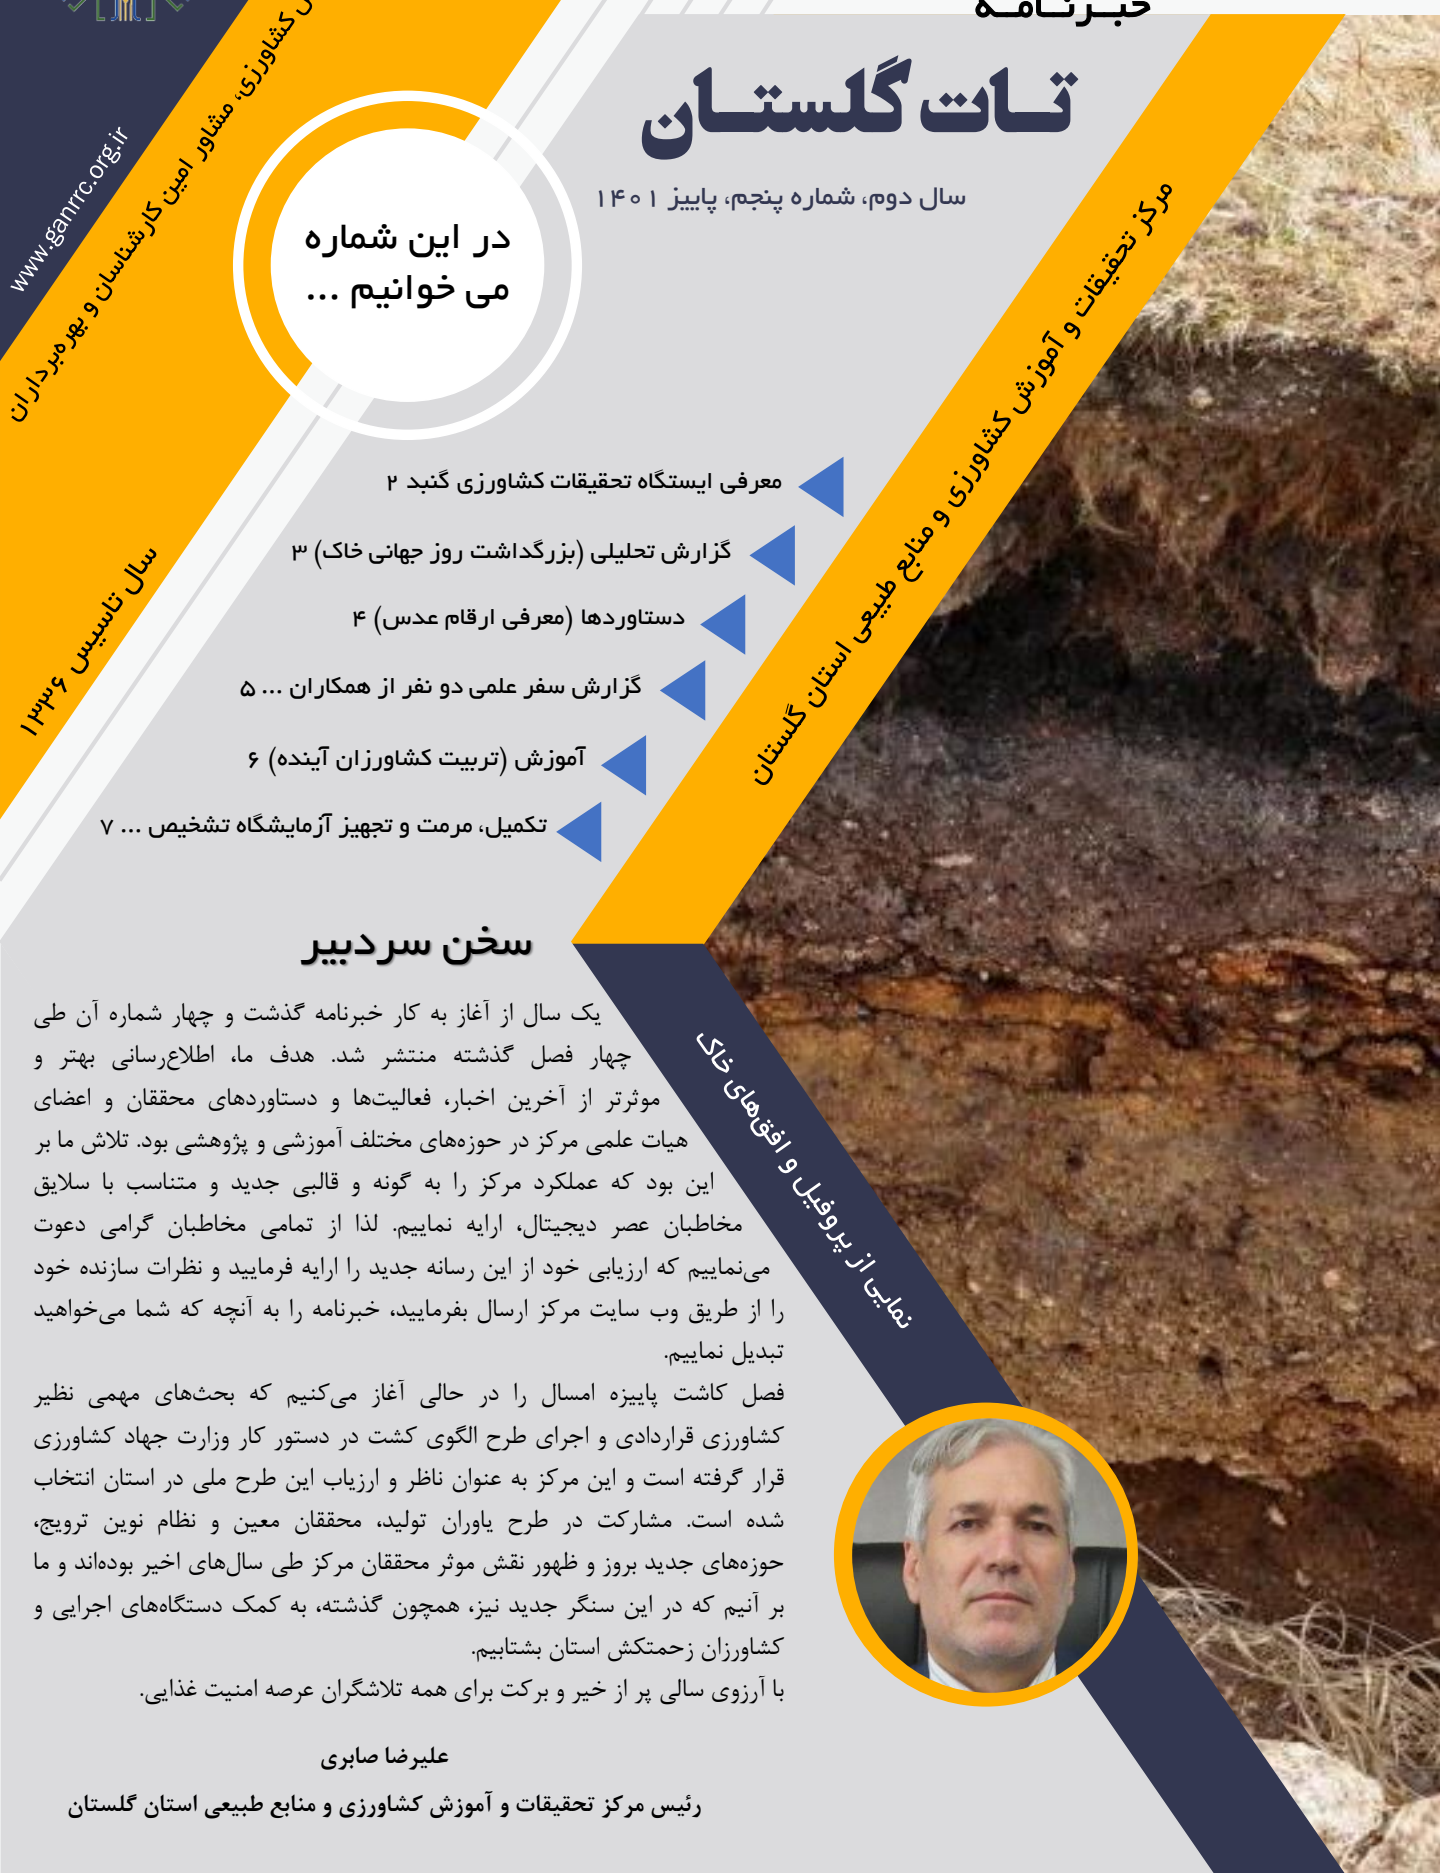 خبــرنــامــه
تــات گلستــان
سال دوم، شماره پنجم، پاییز ۱۴۰۱
www.ganrrc.org.ir
کشاورزی، مشاور امین کارشناسان و بهره‌برداران
سال تاسیس ۱۳۳۶
مرکز تحقیقات و آموزش کشاورزی و منابع طبیعی استان گلستان
در این شماره
می خوانیم ...
معرفی ایستگاه تحقیقات کشاورزی گنبد ۲
گزارش تحلیلی (بزرگداشت روز جهانی خاک) ۳
دستاوردها (معرفی ارقام عدس) ۴
گزارش سفر علمی دو نفر از همکاران ... ۵
آموزش (تربیت کشاورزان آینده) ۶
تکمیل، مرمت و تجهیز آزمایشگاه تشخیص ... ۷
سخن سردبیر
یک سال از آغاز به کار خبرنامه گذشت و چهار شماره آن طی
چهار فصل گذشته منتشر شد. هدف ما، اطلاع‌رسانی بهتر و
موثرتر از آخرین اخبار، فعالیت‌ها و دستاوردهای محققان و اعضای
هیات علمی مرکز در حوزه‌های مختلف آموزشی و پژوهشی بود. تلاش ما بر
این بود که عملکرد مرکز را به گونه و قالبی جدید و متناسب با سلایق
مخاطبان عصر دیجیتال، ارایه نماییم. لذا از تمامی مخاطبان گرامی دعوت
می‌نماییم که ارزیابی خود از این رسانه جدید را ارایه فرمایید و نظرات سازنده خود
را از طریق وب سایت مرکز ارسال بفرمایید، خبرنامه را به آنچه که شما می‌خواهید
تبدیل نماییم.
فصل کاشت پاییزه امسال را در حالی آغاز می‌کنیم که بحث‌های مهمی نظیر
کشاورزی قراردادی و اجرای طرح الگوی کشت در دستور کار وزارت جهاد کشاورزی
قرار گرفته است و این مرکز به عنوان ناظر و ارزیاب این طرح ملی در استان انتخاب
شده است. مشارکت در طرح یاوران تولید، محققان معین و نظام نوین ترویج،
حوزه‌های جدید بروز و ظهور نقش موثر محققان مرکز طی سال‌های اخیر بوده‌اند و ما
بر آنیم که در این سنگر جدید نیز، همچون گذشته، به کمک دستگاه‌های اجرایی و
کشاورزان زحمتکش استان بشتابیم.
با آرزوی سالی پر از خیر و برکت برای همه تلاشگران عرصه امنیت غذایی.
علیرضا صابری
رئیس مرکز تحقیقات و آموزش کشاورزی و منابع طبیعی استان گلستان
نمایی از پروفیل و افق‌های خاک